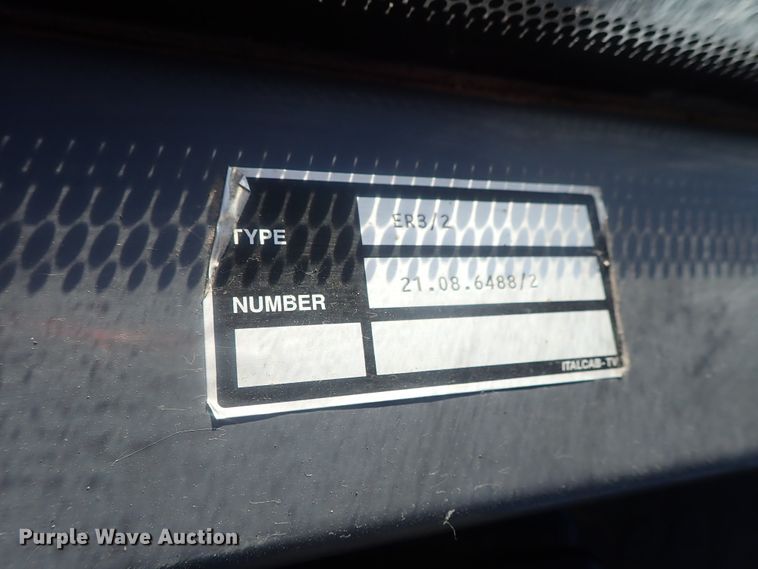 TYPE ER3/2
NUMBER 21.08.6488/2
ITALCAB-TV
Purple Wave Auction®